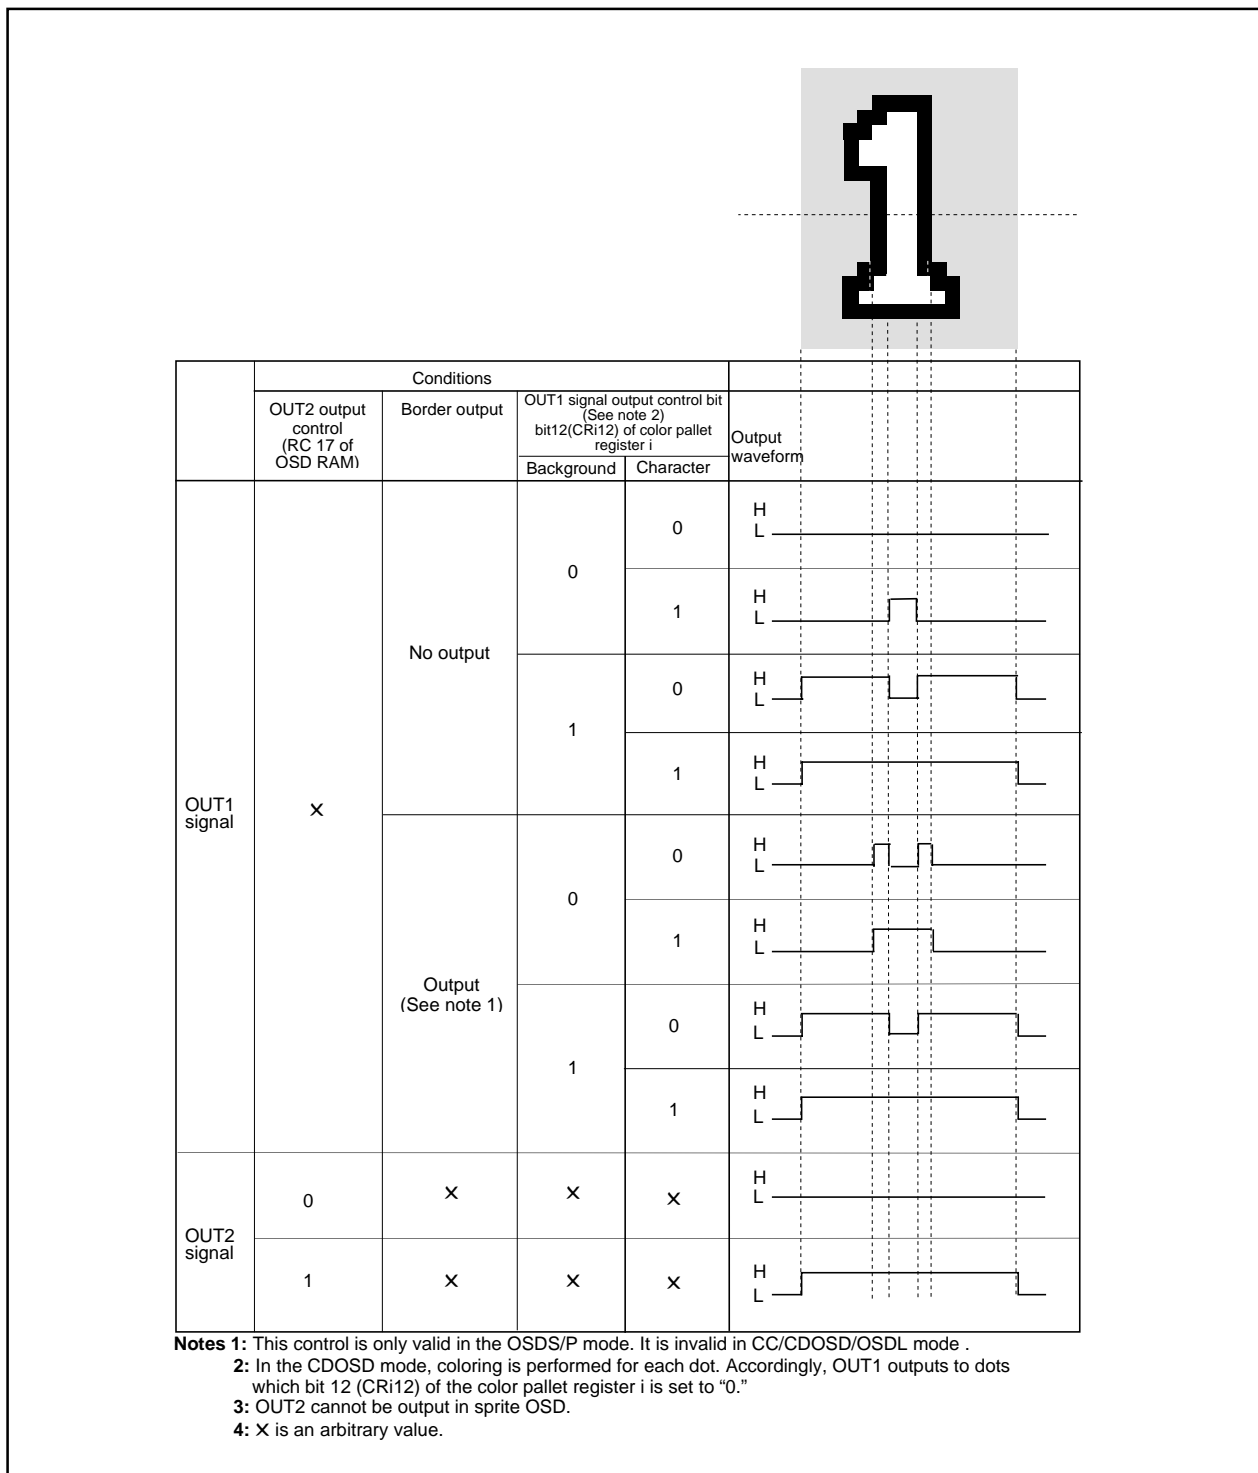 1
Conditions
OUT2 output
control
(RC 17 of
OSD RAM)
Border output
OUT1 signal output control bit
(See note 2)
bit12(CRi12) of color pallet
register i
Background
Character
Output
waveform
OUT1
signal
×
No output
0
0
H
L
1
H
L
1
0
H
L
1
H
L
Output
(See note 1)
0
0
H
L
1
H
L
1
0
H
L
1
H
L
OUT2
signal
0
×
×
×
H
L
1
×
×
×
H
L
Notes 1: This control is only valid in the OSDS/P mode. It is invalid in CC/CDOSD/OSDL mode .
2: In the CDOSD mode, coloring is performed for each dot. Accordingly, OUT1 outputs to dots
which bit 12 (CRi12) of the color pallet register i is set to “0.”
3: OUT2 cannot be output in sprite OSD.
4: × is an arbitrary value.